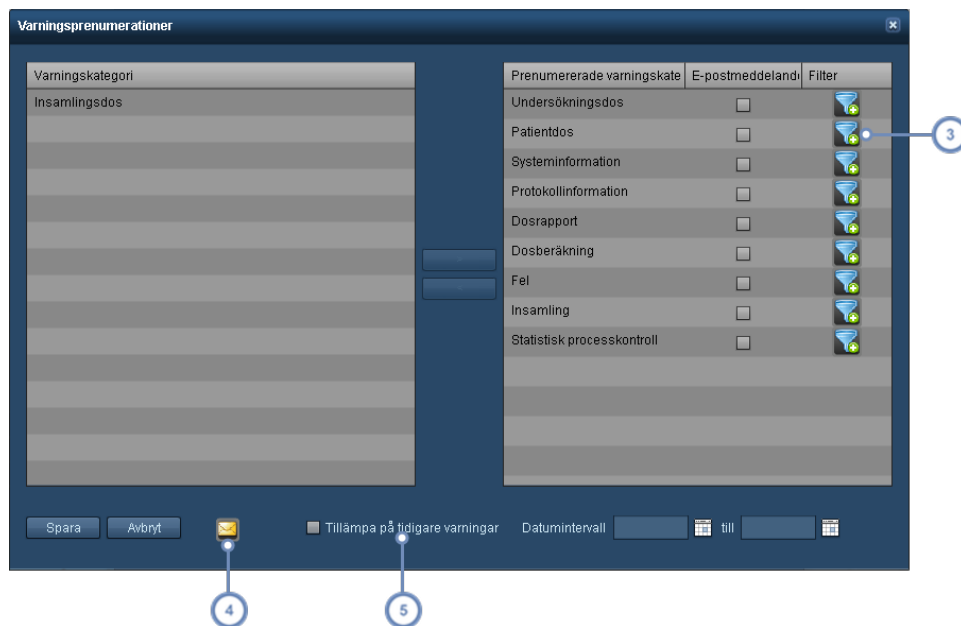 Varningsprenumerationer
Varningskategori
Insamlingsdos
Prenumererade varningskate E-postmeddeland Filter
Undersökningsdos
Patientdos
3
Systeminformation
Protokollinformation
Dosrapport
Dosberäkning
Fel
Insamling
Statistisk processkontroll
Spara Avbryt Tillämpa på tidigare varningar Datumintervall till
4 5